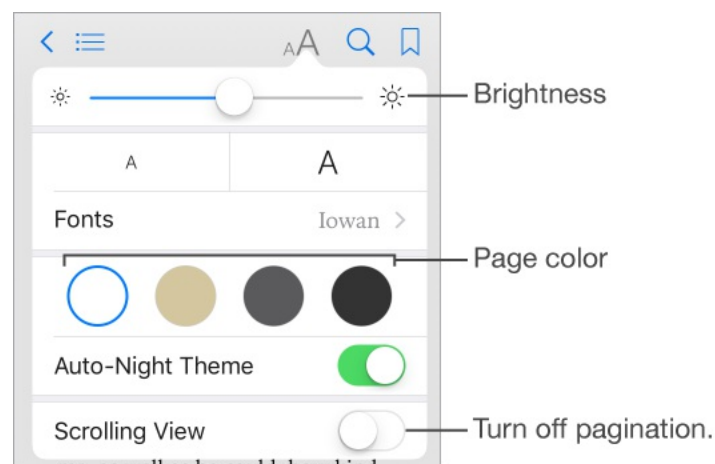 AA
Brightness
A A
Fonts Iowan
Page color
Auto-Night Theme
Scrolling View
Turn off pagination.